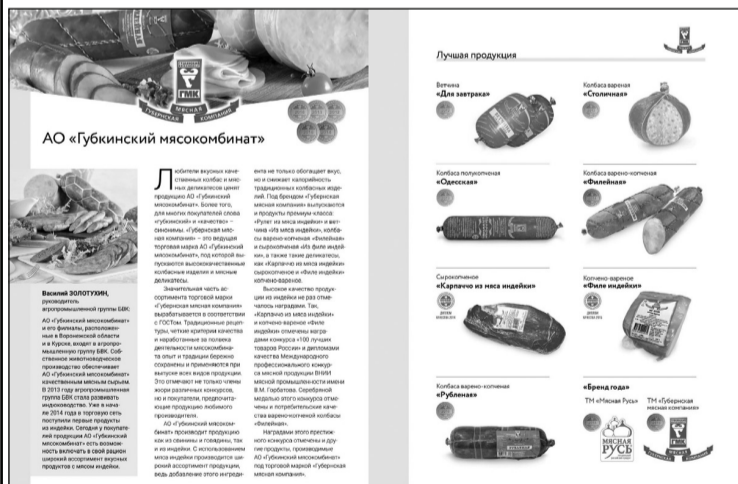 ГМК
ГУБЕРНСКАЯ МЯСНАЯ КОМПАНИЯ
АО «Губкинский мясокомбинат»
Василий ЗОЛОТУХИН,
руководитель
агропромышленной группы БВК:
АО «Губкинский мясокомбинат»
и его филиалы, расположен-
ные в Воронежской области
и в Курске, входят в агропро-
мышленную группу БВК. Соб-
ственное животноводческое
производство обеспечивает
АО «Губкинский мясокомбинат»
качественным мясным сырьем.
В 2013 году агропромышленная
группа БВК стала развивать
индейководство. Уже в нача-
ле 2014 года в торговую сеть
поступили первые продукты
из индейки. Сегодня у покупате-
лей продукции АО «Губкинский
мясокомбинат» есть возмож-
ность включать в свой рацион
широкий ассортимент вкусных
продуктов с мясом индейки.
Любители вкусных каче-
ственных колбас и мяс-
ных деликатесов ценят
продукцию АО «Губкинский
мясокомбинат». Более того,
для многих покупателей слова
«губкинский» и «качество» –
синонимы. «Губернская мяс-
ная компания» – это ведущая
торговая марка АО «Губкинский
мясокомбинат», под которой вы-
пускаются высококачественные
колбасные изделия и мясные
деликатесы.
Значительная часть ас-
сортимента торговой марки
«Губернская мясная компания»
вырабатывается в соответствии
с ГОСТом. Традиционные рецеп-
туры, четкие критерии качества
и наработанные за полвека
деятельности мясокомбина-
та опыт и традиции бережно
сохранены и применяются при
выпуске всех видов продукции.
Это отмечают не только члены
жюри различных конкурсов,
но и покупатели, предпочита-
ющие продукцию любимого
производителя.
АО «Губкинский мясоком-
бинат» производит продукцию
как из свинины и говядины, так
и из индейки. С использованием
мяса индейки производится ши-
рокий ассортимент продукции,
ведь добавление этого ингреди-
ента не только обогащает вкус,
но и снижает калорийность
традиционных колбасных изде-
лий. Под брендом «Губернская
мясная компания» выпускаются
и продукты премиум-класса:
«Рулет из мяса индейки» и вет-
чина «Из мяса индейки», колба-
сы варено-копченая «Филейная»
и сырокопченая «Из филе индей-
ки», а также такие деликатесы,
как «Карпаччо из мяса индейки»
сырокопченое и «Филе индейки»
копчено-вареное.
Высокое качество продук-
ции из индейки не раз отме-
чалось наградами. Так,
«Карпаччо из мяса индейки»
и копчено-вареное «Филе
индейки» отмечены награ-
дами конкурса «100 лучших
товаров России» и дипломами
качества Международного
профессионального конкур-
са мясной продукции ВНИИ
мясной промышленности имени
В.М. Горбатова. Серебряной
медалью этого конкурса отме-
чены и потребительские каче-
ства варено-копченой колбасы
«Филейная».
Наградами этого престиж-
ного конкурса отмечены и дру-
гие продукты, производимые
АО «Губкинский мясокомбинат»
под торговой маркой «Губернская
мясная компания».
Лучшая продукция
Ветчина
«Для завтрака»
Колбаса вареная
«Столичная»
Колбаса полукопченая
«Одесская»
Колбаса варено-копченая
«Филейная»
Сырокопченое
«Карпаччо из мяса индейки»
Копчено-вареное
«Филе индейки»
Колбаса варено-копченая
«Рубленая»
«Бренд года»
ТМ «Мясная Русь»
ТМ «Губернская
мясная компания»
МЯСНАЯ
РУСЬ
ГМК